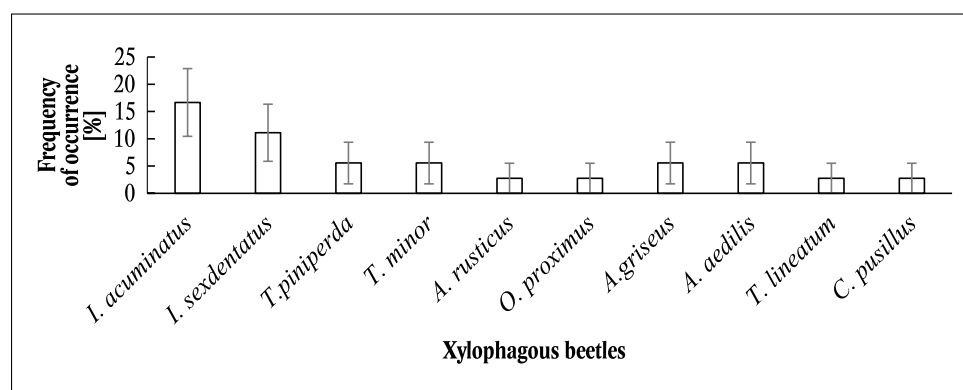 Frequency
of occurrence
[%]
25
20
15
10
5
0
I. acuminatus
I. sexdentatus
T.piniperda
T. minor
A. rusticus
O. proximus
A.griseus
A. aedilis
T. lineatum
C. pusillus
Xylophagous beetles